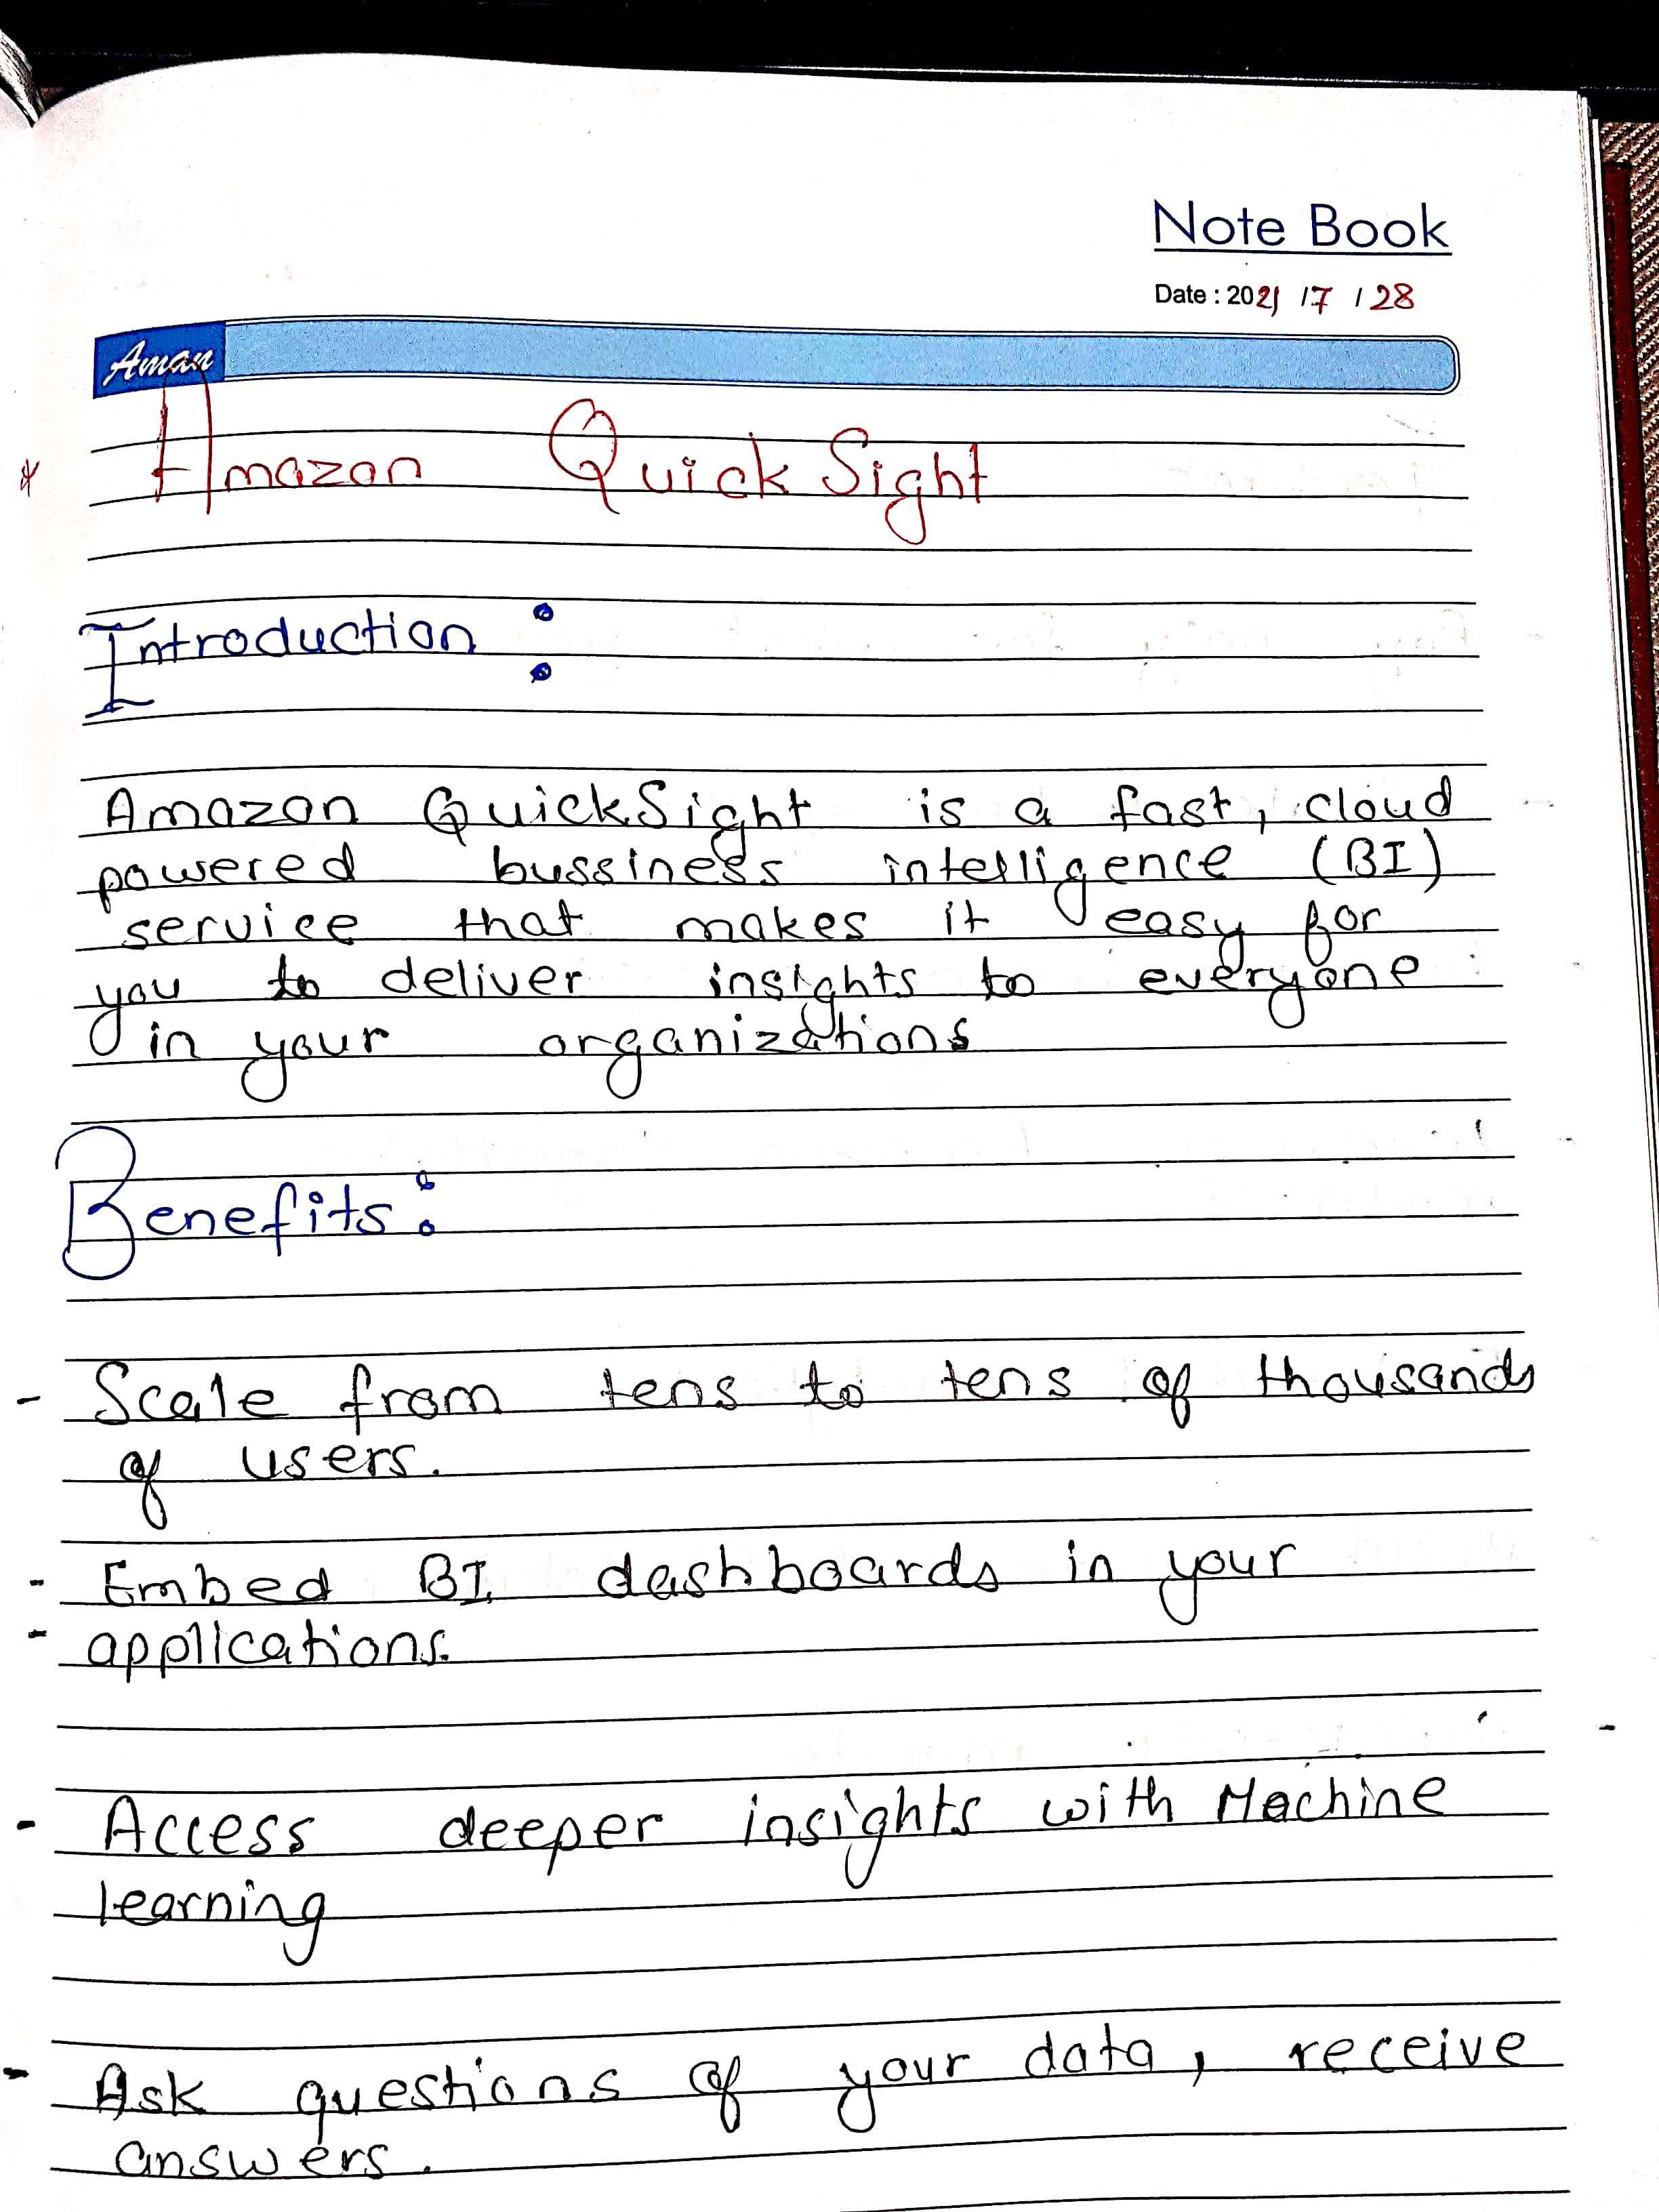 Note Book
Date : 2021 / 7 / 28
Aman
* Amazon QuickSight
Introduction :
Amazon QuickSight is a fast, cloud
powered bussiness intelligence (BI)
service that makes it easy for
you to deliver insights to everyone
in your organizations
Benefits :
- Scale from tens to tens of thousands
of users.
- Embed BI dashboards in your
- applications.
- Access deeper insights with Machine
learning
- Ask questions of your data, receive
answers.